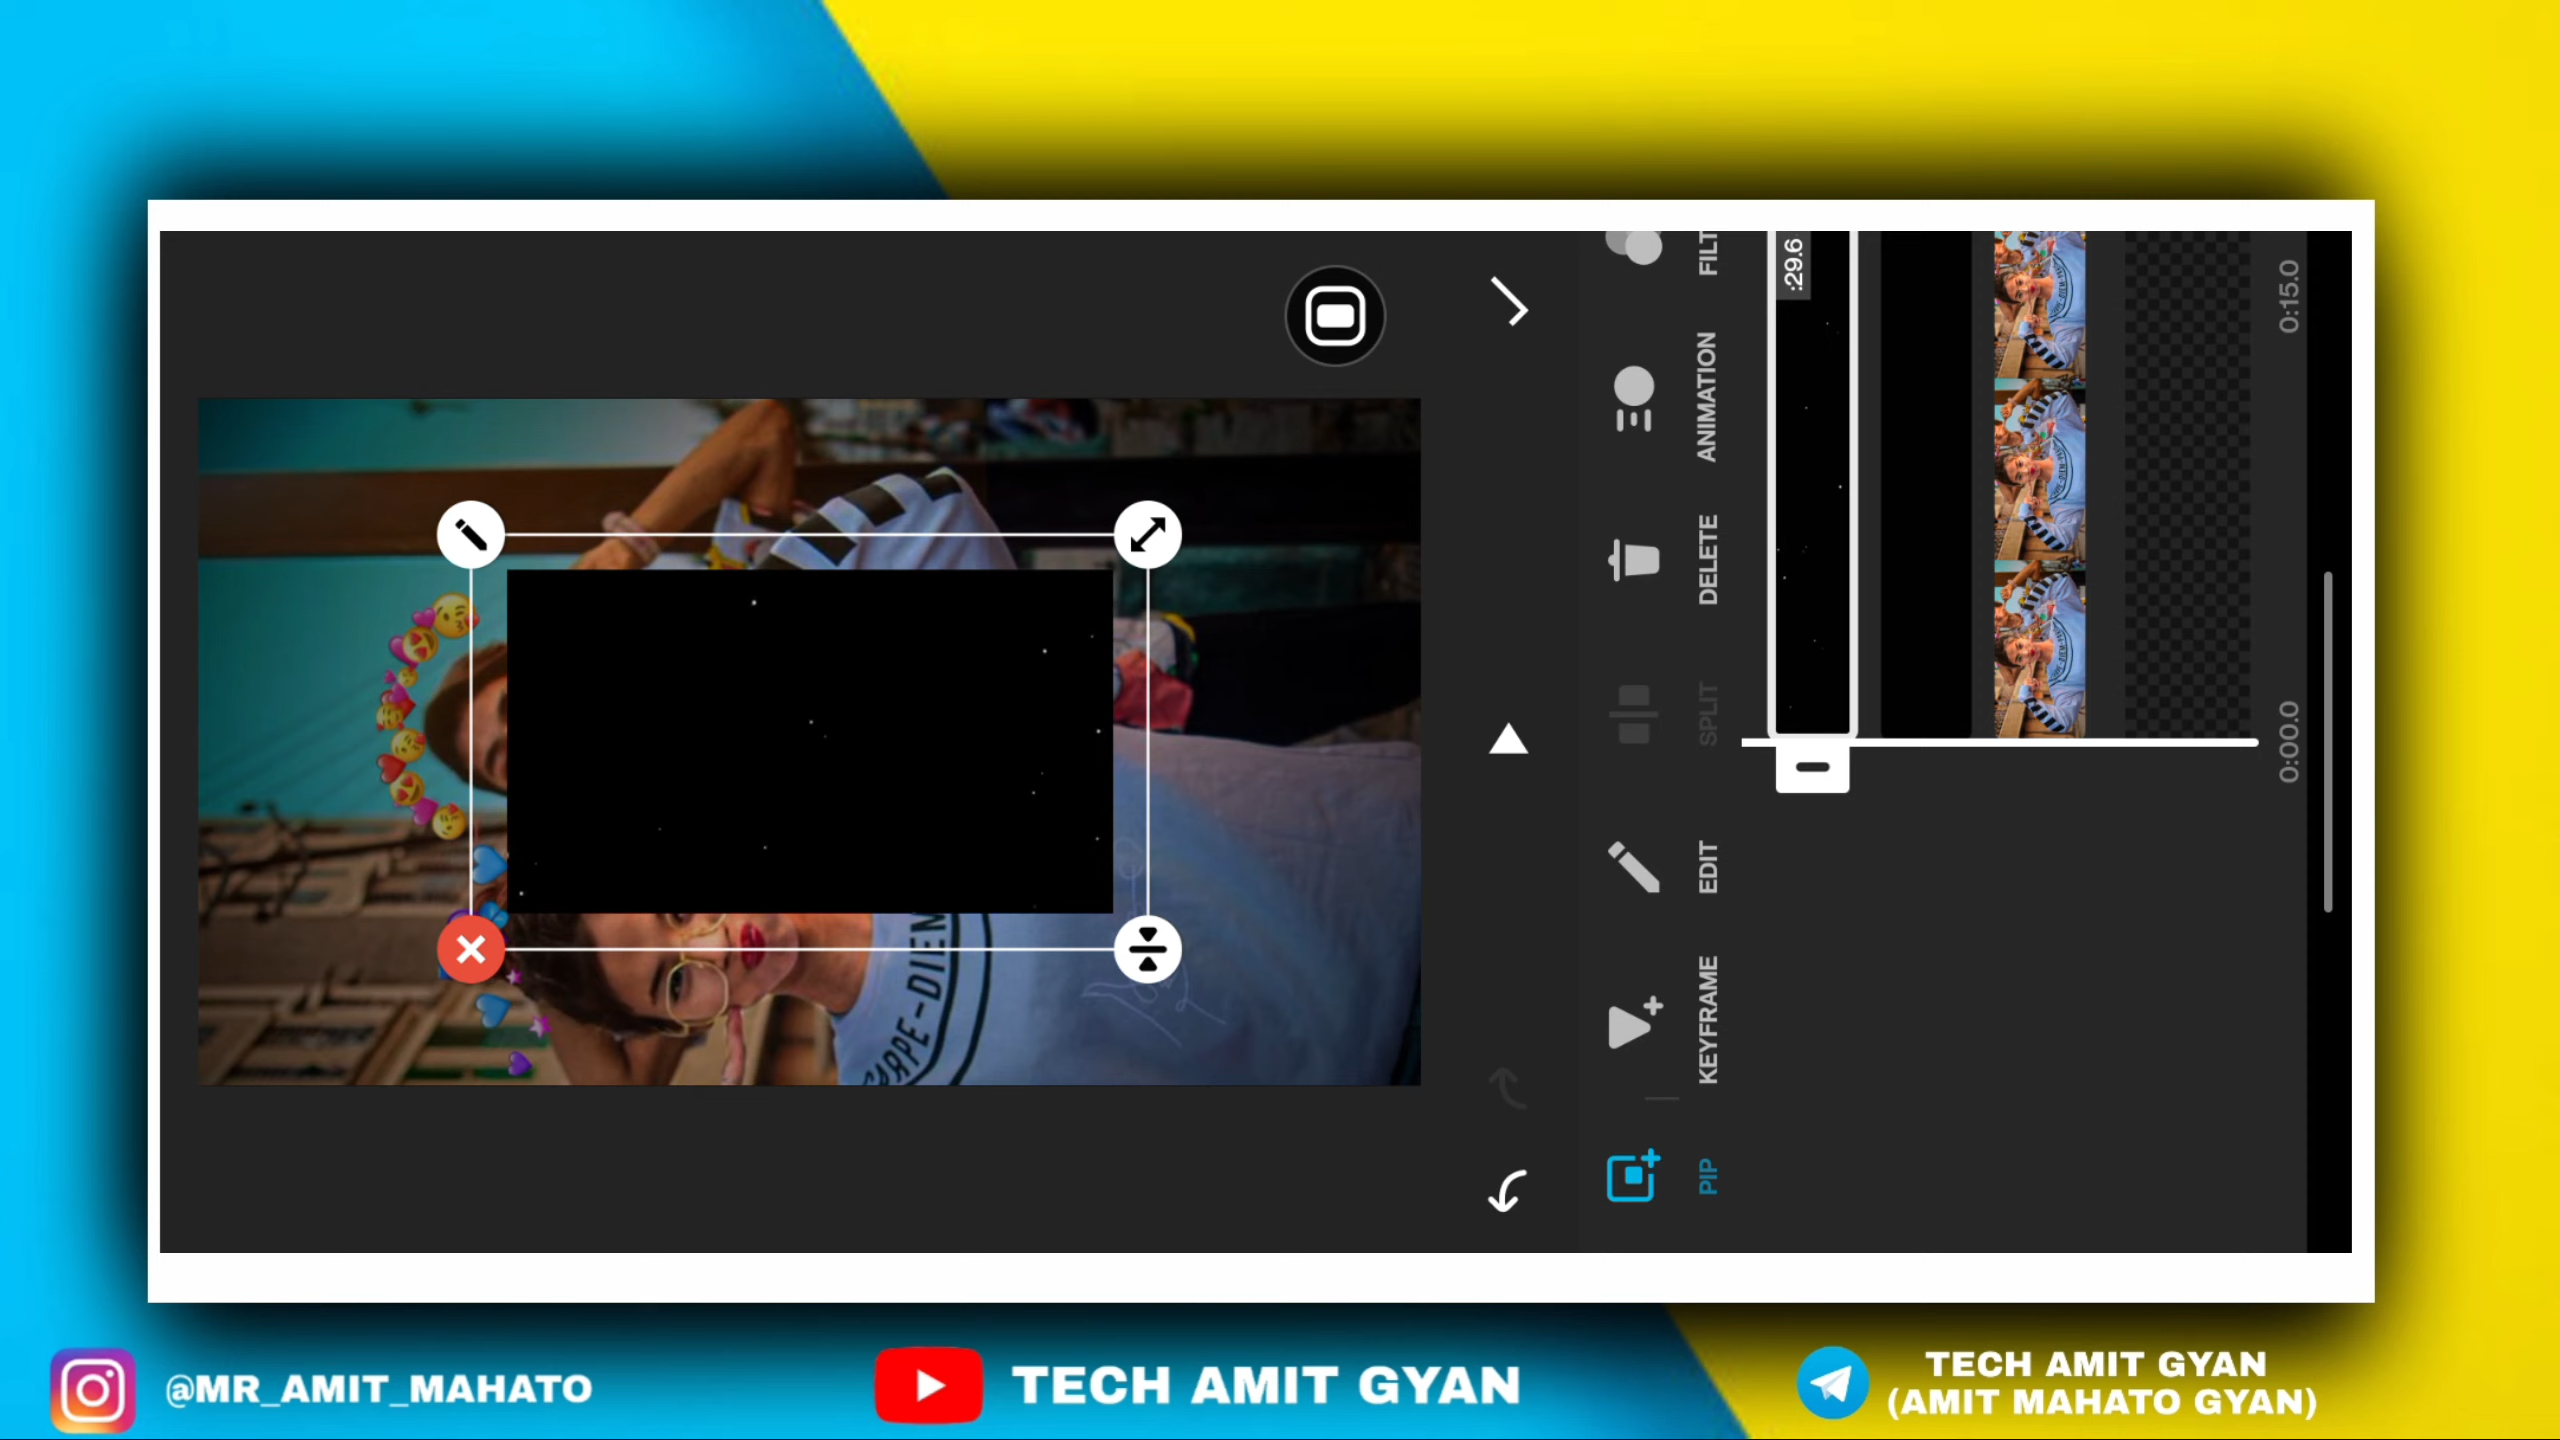 :29.6
FILT
ANIMATION
DELETE
SPLIT
EDIT
KEYFRAME
PIP
0:15.0
0:00.0
CARPE-DIEM
@MR_AMIT_MAHATO
TECH AMIT GYAN
TECH AMIT GYAN
(AMIT MAHATO GYAN)